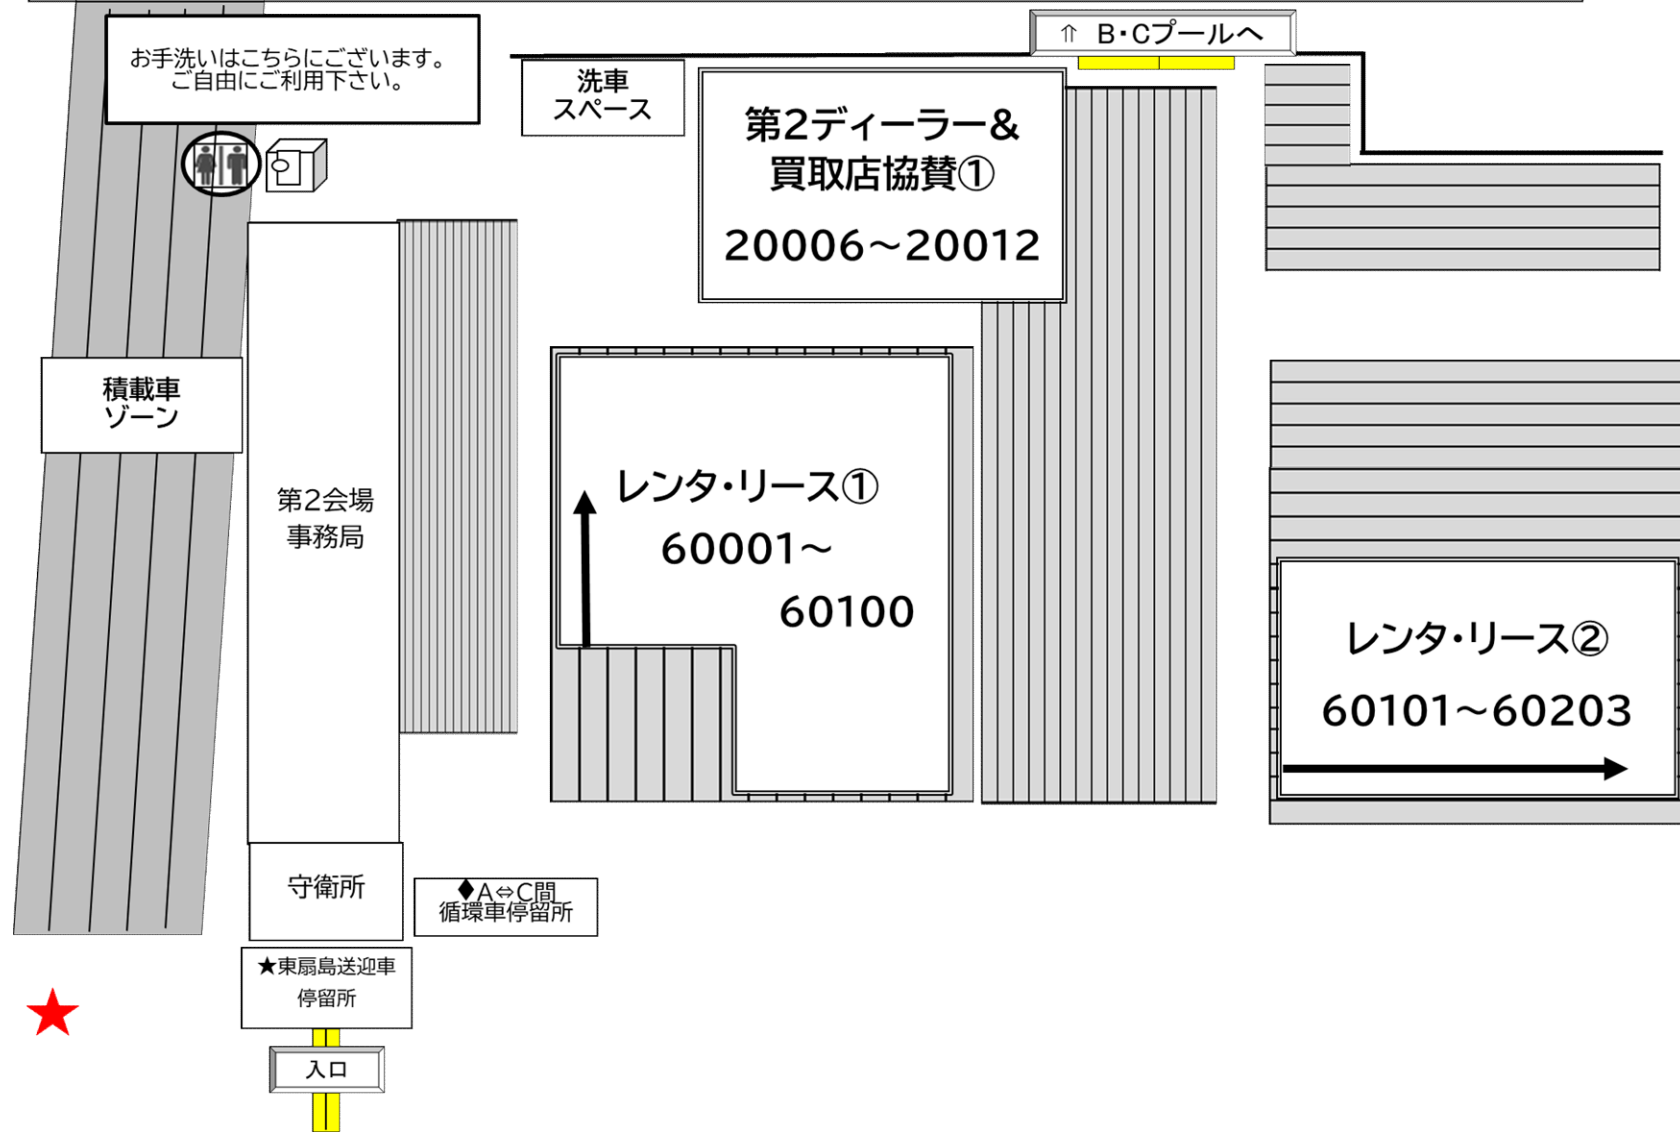 お手洗いはこちらにございます。
ご自由にご利用下さい。
⇑ B・Cプールへ
洗車
スペース
第2ディーラー＆
買取店協賛①
20006～20012
積載車
ゾーン
第2会場
事務局
レンタ・リース①
60001～
60100
レンタ・リース②
60101～60203
守衛所
◆A⇔C間
循環車停留所
★東扇島送迎車
停留所
入口